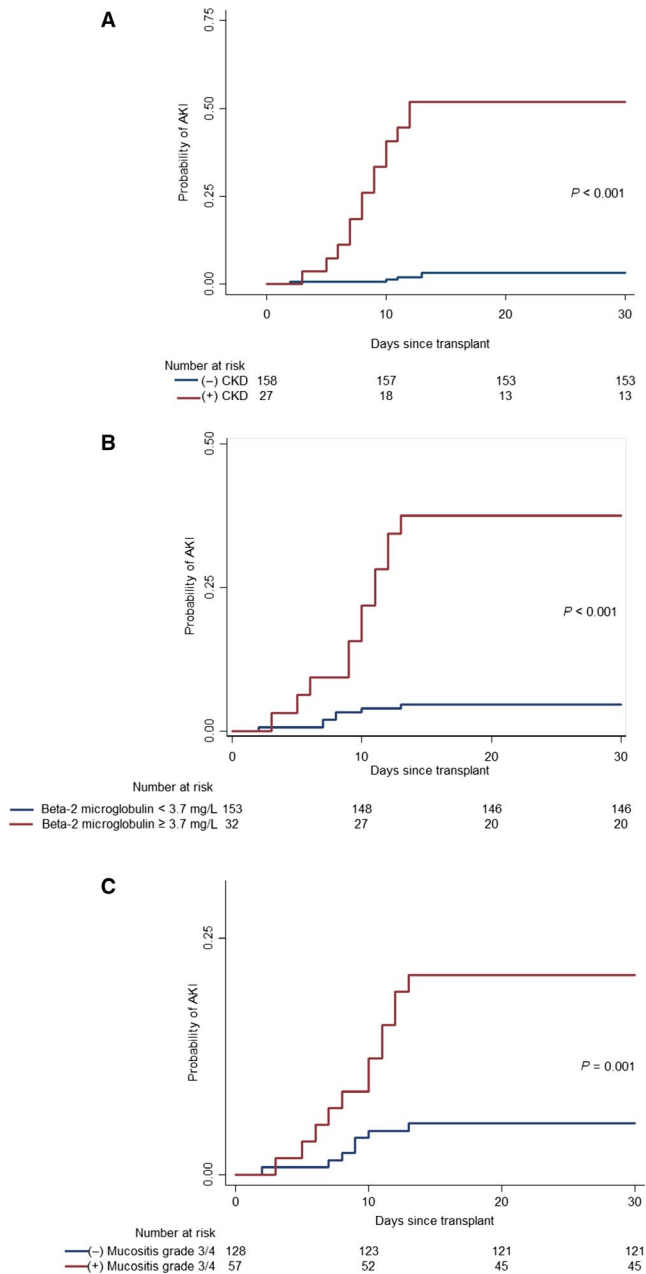 A
0.75
0.50
0.25
0.00
Probability of AKI
P < 0.001
0 10 20 30
Days since transplant
Number at risk
(−) CKD 158 157 153 153
(+) CKD 27 18 13 13
B
0.50
0.25
0.00
Probability of AKI
P < 0.001
0 10 20 30
Days since transplant
Number at risk
Beta-2 microglobulin < 3.7 mg/L 153 148 146 146
Beta-2 microglobulin ≥ 3.7 mg/L 32 27 20 20
C
0.25
0.00
Probability of AKI
P = 0.001
0 10 20 30
Days since transplant
Number at risk
(−) Mucositis grade 3/4 128 123 121 121
(+) Mucositis grade 3/4 57 52 45 45